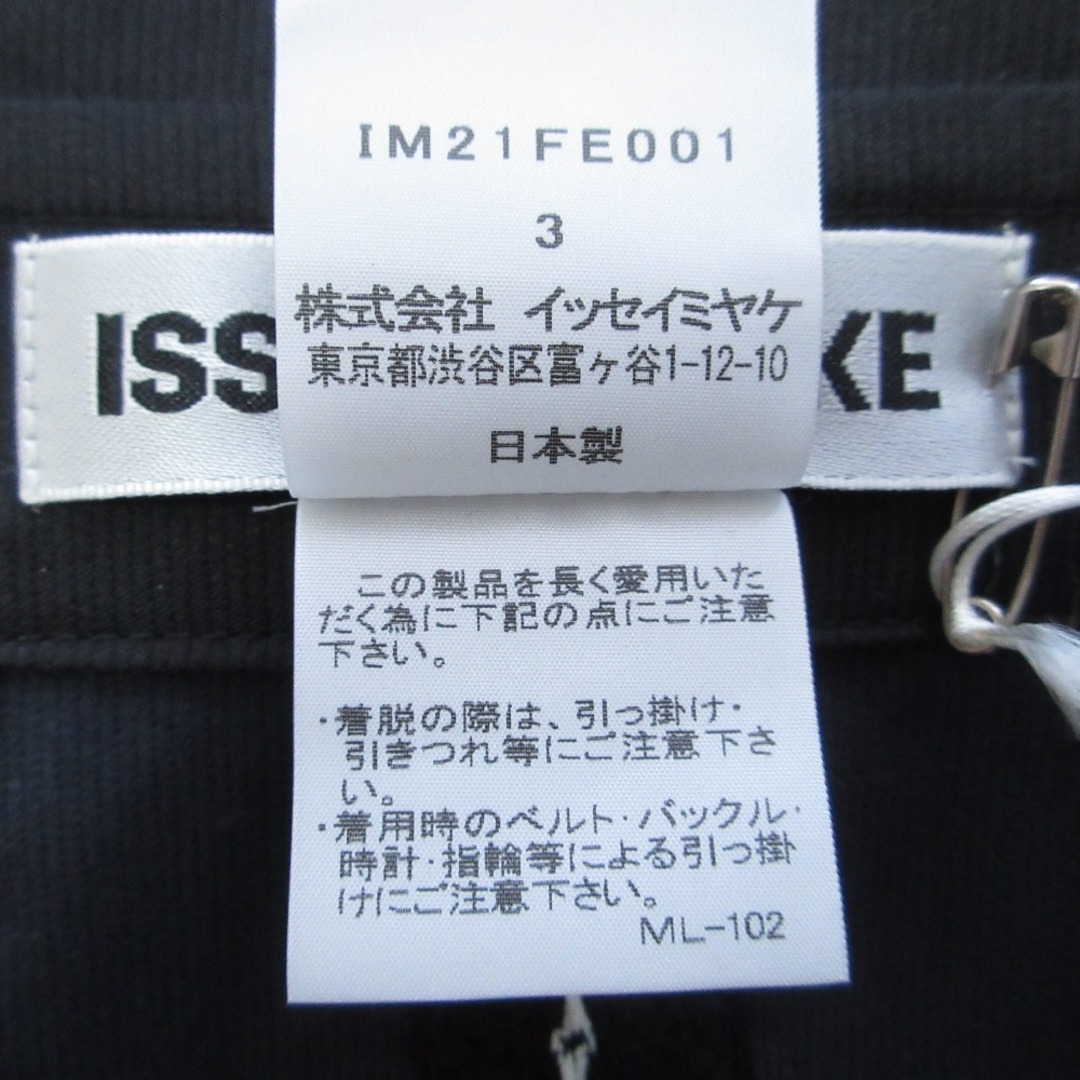 IM21FE001
3
ISS KE
株式会社 イッセイミヤケ
東京都渋谷区富ヶ谷1-12-10
日本製
この製品を長く愛用いた
だく為に下記の点にご注意
下さい。
・着脱の際は、引っ掛け・
引きつれ等にご注意下さ
い。
・着用時のベルト・バックル・
時計・指輪等による引っ掛
けにご注意下さい。
ML-102